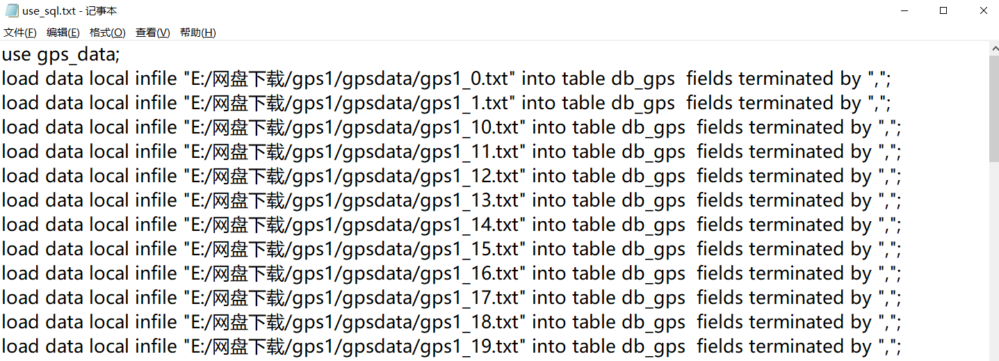 use_sql.txt - 记事本
文件(F) 编辑(E) 格式(O) 查看(V) 帮助(H)
use gps_data;
load data local infile "E:/网盘下载/gps1/gpsdata/gps1_0.txt" into table db_gps  fields terminated by ",";
load data local infile "E:/网盘下载/gps1/gpsdata/gps1_1.txt" into table db_gps  fields terminated by ",";
load data local infile "E:/网盘下载/gps1/gpsdata/gps1_10.txt" into table db_gps  fields terminated by ",";
load data local infile "E:/网盘下载/gps1/gpsdata/gps1_11.txt" into table db_gps  fields terminated by ",";
load data local infile "E:/网盘下载/gps1/gpsdata/gps1_12.txt" into table db_gps  fields terminated by ",";
load data local infile "E:/网盘下载/gps1/gpsdata/gps1_13.txt" into table db_gps  fields terminated by ",";
load data local infile "E:/网盘下载/gps1/gpsdata/gps1_14.txt" into table db_gps  fields terminated by ",";
load data local infile "E:/网盘下载/gps1/gpsdata/gps1_15.txt" into table db_gps  fields terminated by ",";
load data local infile "E:/网盘下载/gps1/gpsdata/gps1_16.txt" into table db_gps  fields terminated by ",";
load data local infile "E:/网盘下载/gps1/gpsdata/gps1_17.txt" into table db_gps  fields terminated by ",";
load data local infile "E:/网盘下载/gps1/gpsdata/gps1_18.txt" into table db_gps  fields terminated by ",";
load data local infile "E:/网盘下载/gps1/gpsdata/gps1_19.txt" into table db_gps  fields terminated by ",";